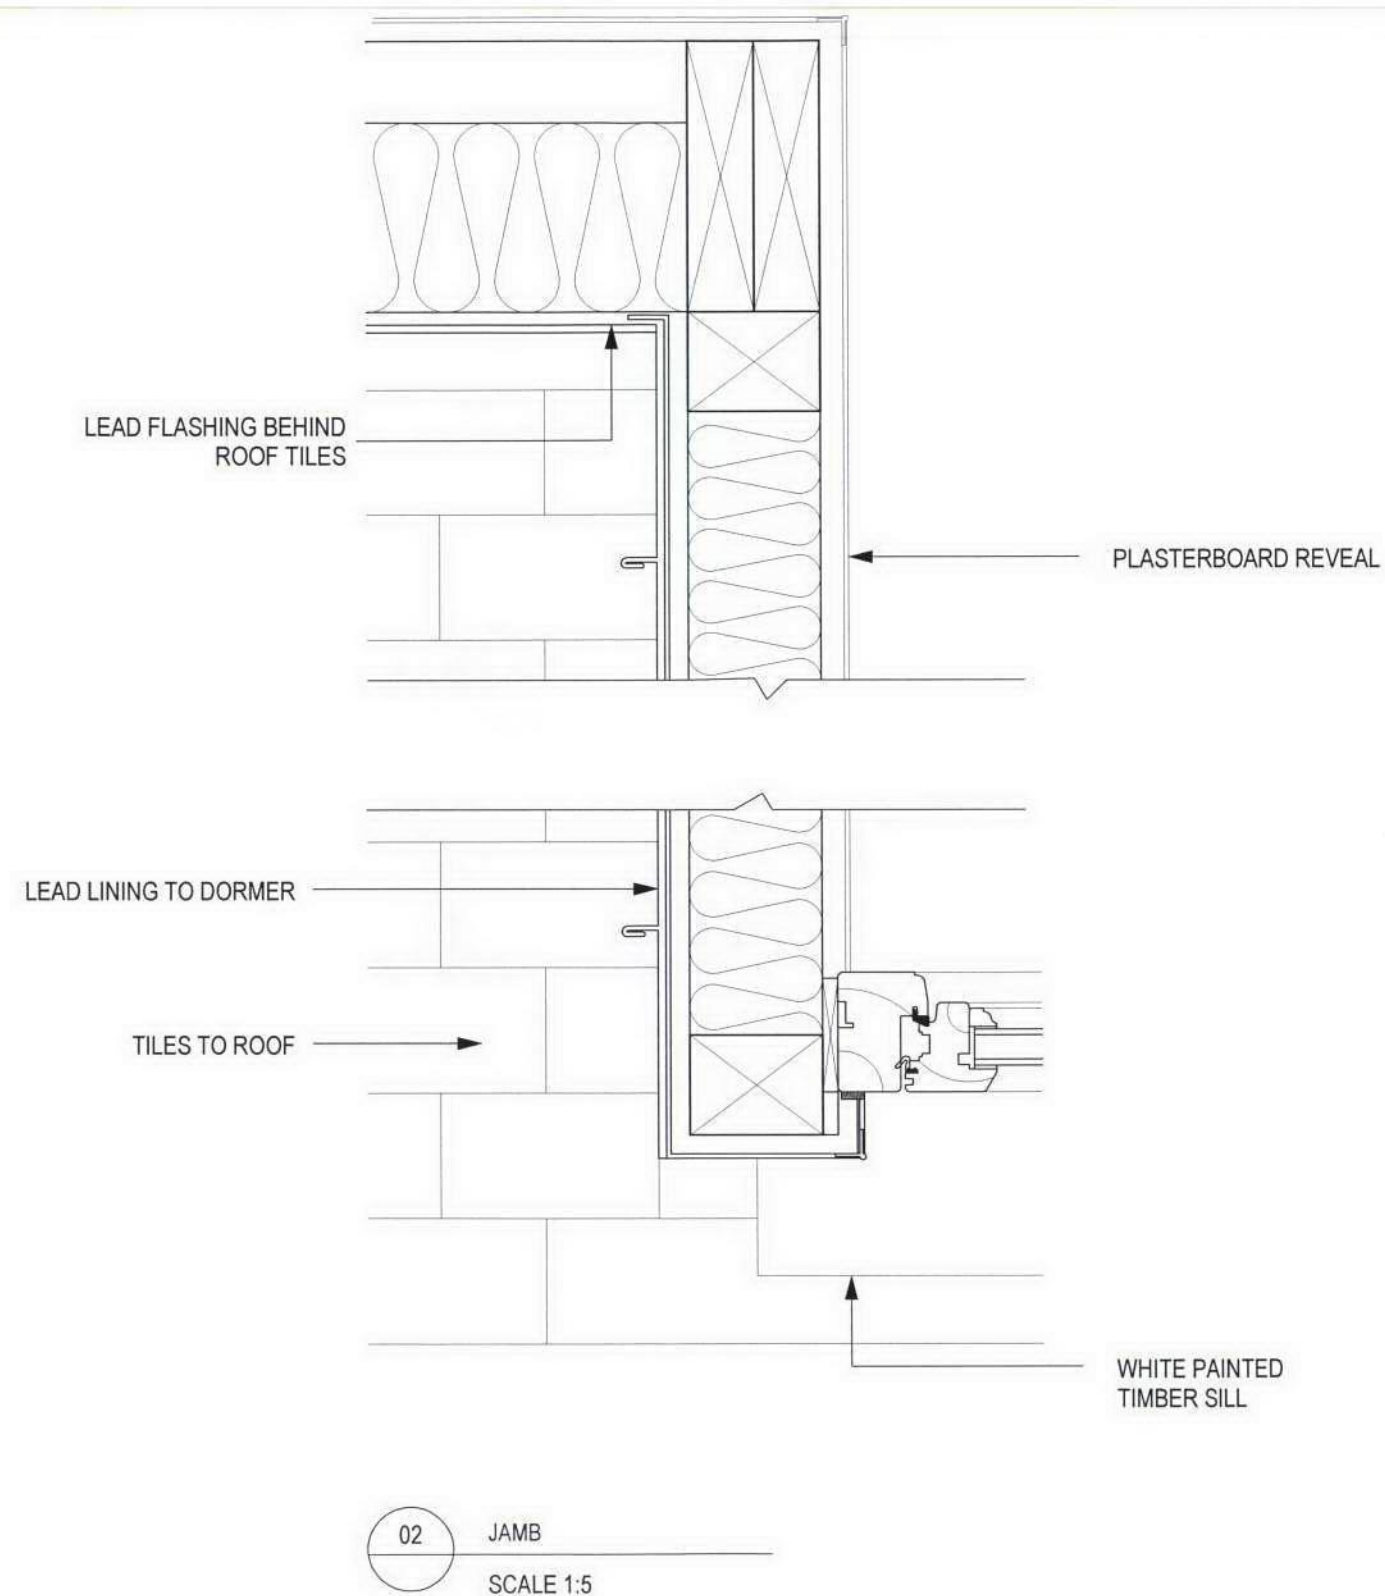 LEAD FLASHING BEHIND
ROOF TILES
PLASTERBOARD REVEAL
LEAD LINING TO DORMER
TILES TO ROOF
WHITE PAINTED
TIMBER SILL
02
JAMB
SCALE 1:5